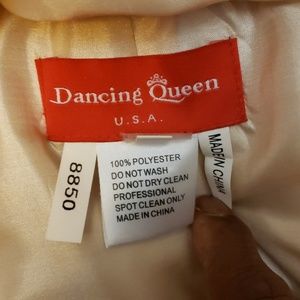 Dancing Queen
U.S.A.
8850
100% POLYESTER
DO NOT WASH
DO NOT DRY CLEAN
PROFESSIONAL
SPOT CLEAN ONLY
MADE IN CHINA
MADE IN CHINA